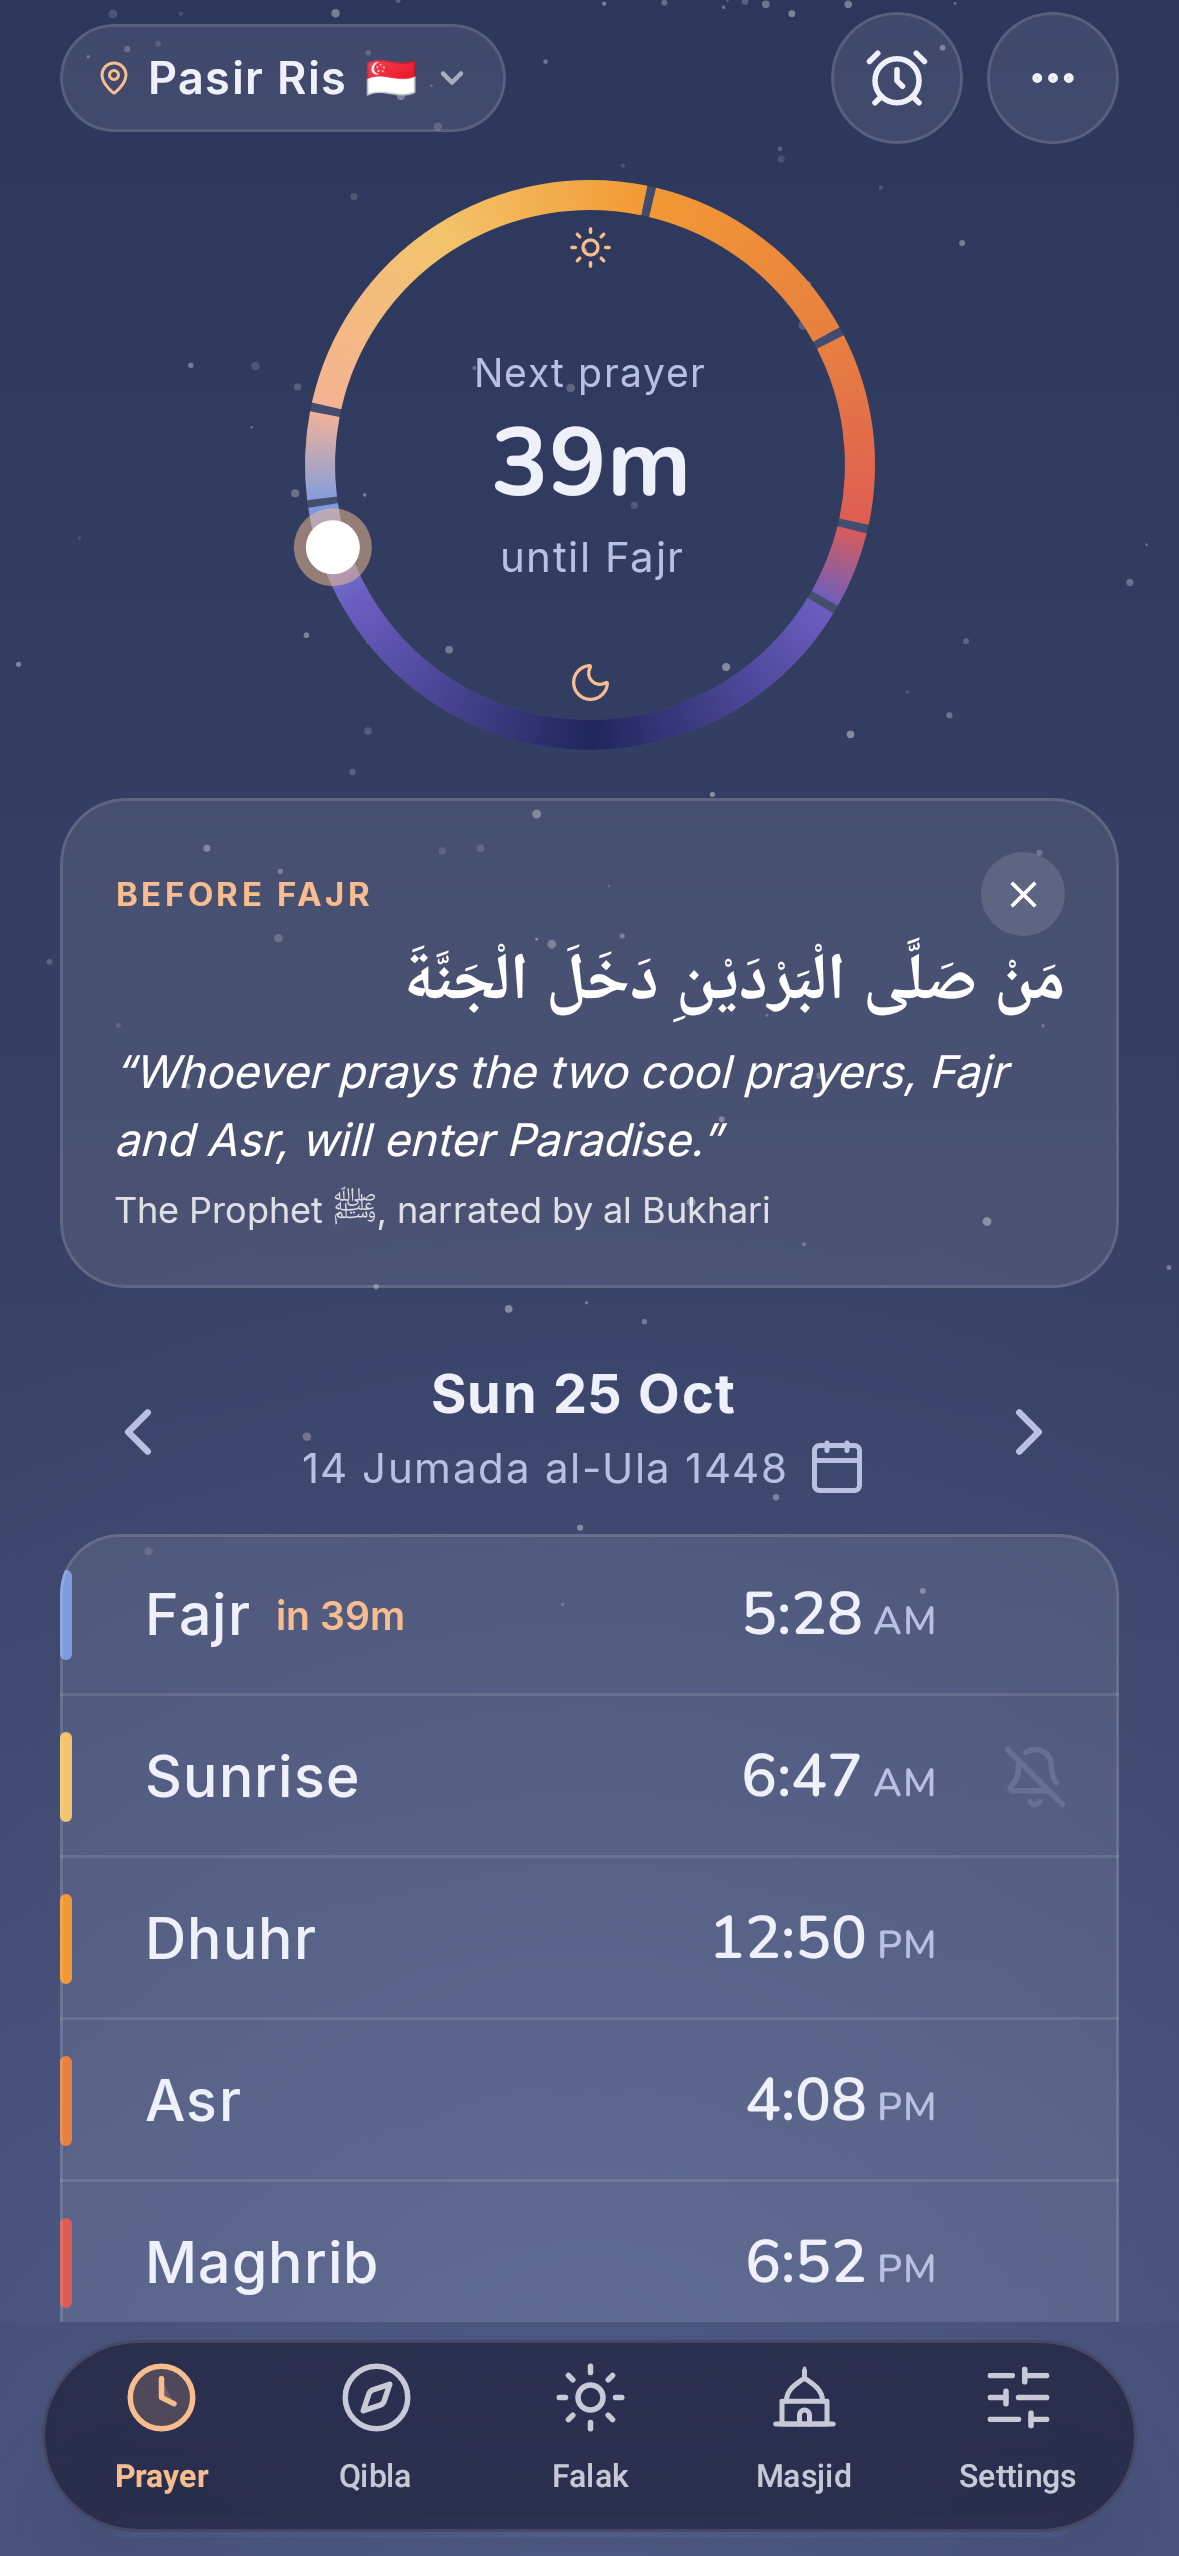 Pasir Ris 🇸🇬
Next prayer
39m
until Fajr
BEFORE FAJR
مَنْ صَلَّى الْبَرْدَيْنِ دَخَلَ الْجَنَّةَ
“Whoever prays the two cool prayers, Fajr
and Asr, will enter Paradise.”
The Prophet ﷺ, narrated by al Bukhari
Sun 25 Oct
14 Jumada al-Ula 1448
Fajr in 39m 5:28 AM
Sunrise 6:47 AM
Dhuhr 12:50 PM
Asr 4:08 PM
Maghrib 6:52 PM
Prayer Qibla Falak Masjid Settings